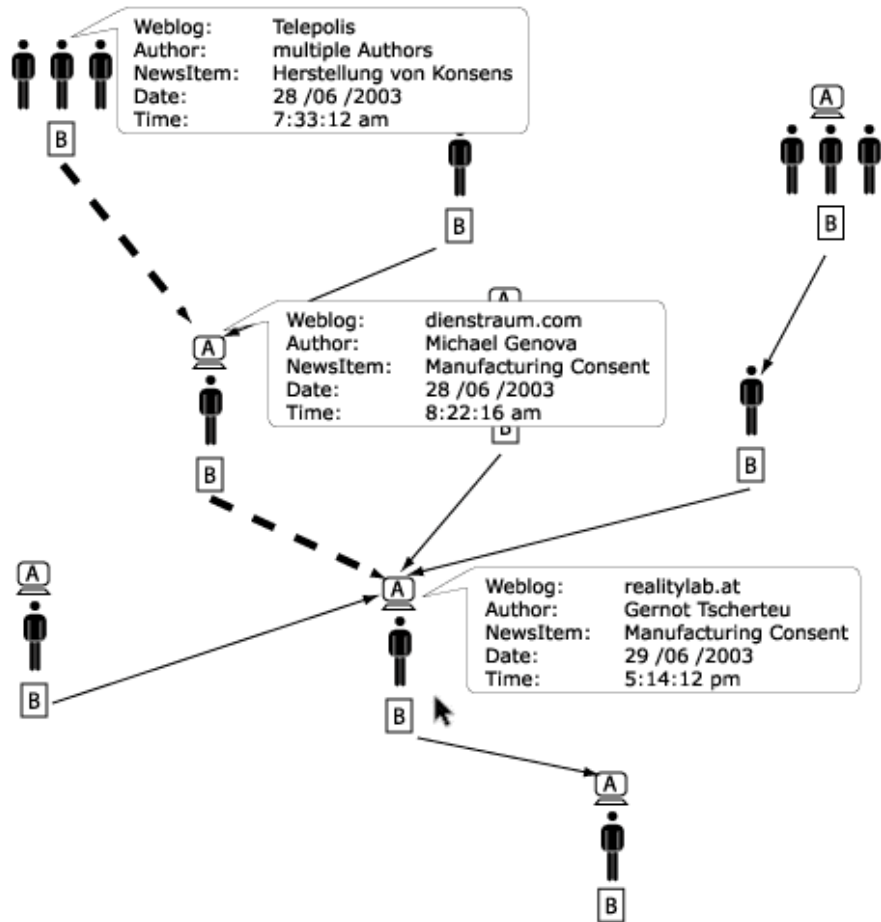 Weblog: Telepolis
Author: multiple Authors
NewsItem: Herstellung von Konsens
Date: 28 /06 /2003
Time: 7:33:12 am
A
B
B
B
A
Weblog: dienstraum.com
Author: Michael Genova
NewsItem: Manufacturing Consent
Date: 28 /06 /2003
Time: 8:22:16 am
A
B
B
B
A
A
Weblog: realitylab.at
Author: Gernot Tscherteu
NewsItem: Manufacturing Consent
Date: 29 /06 /2003
Time: 5:14:12 pm
B
B
A
B